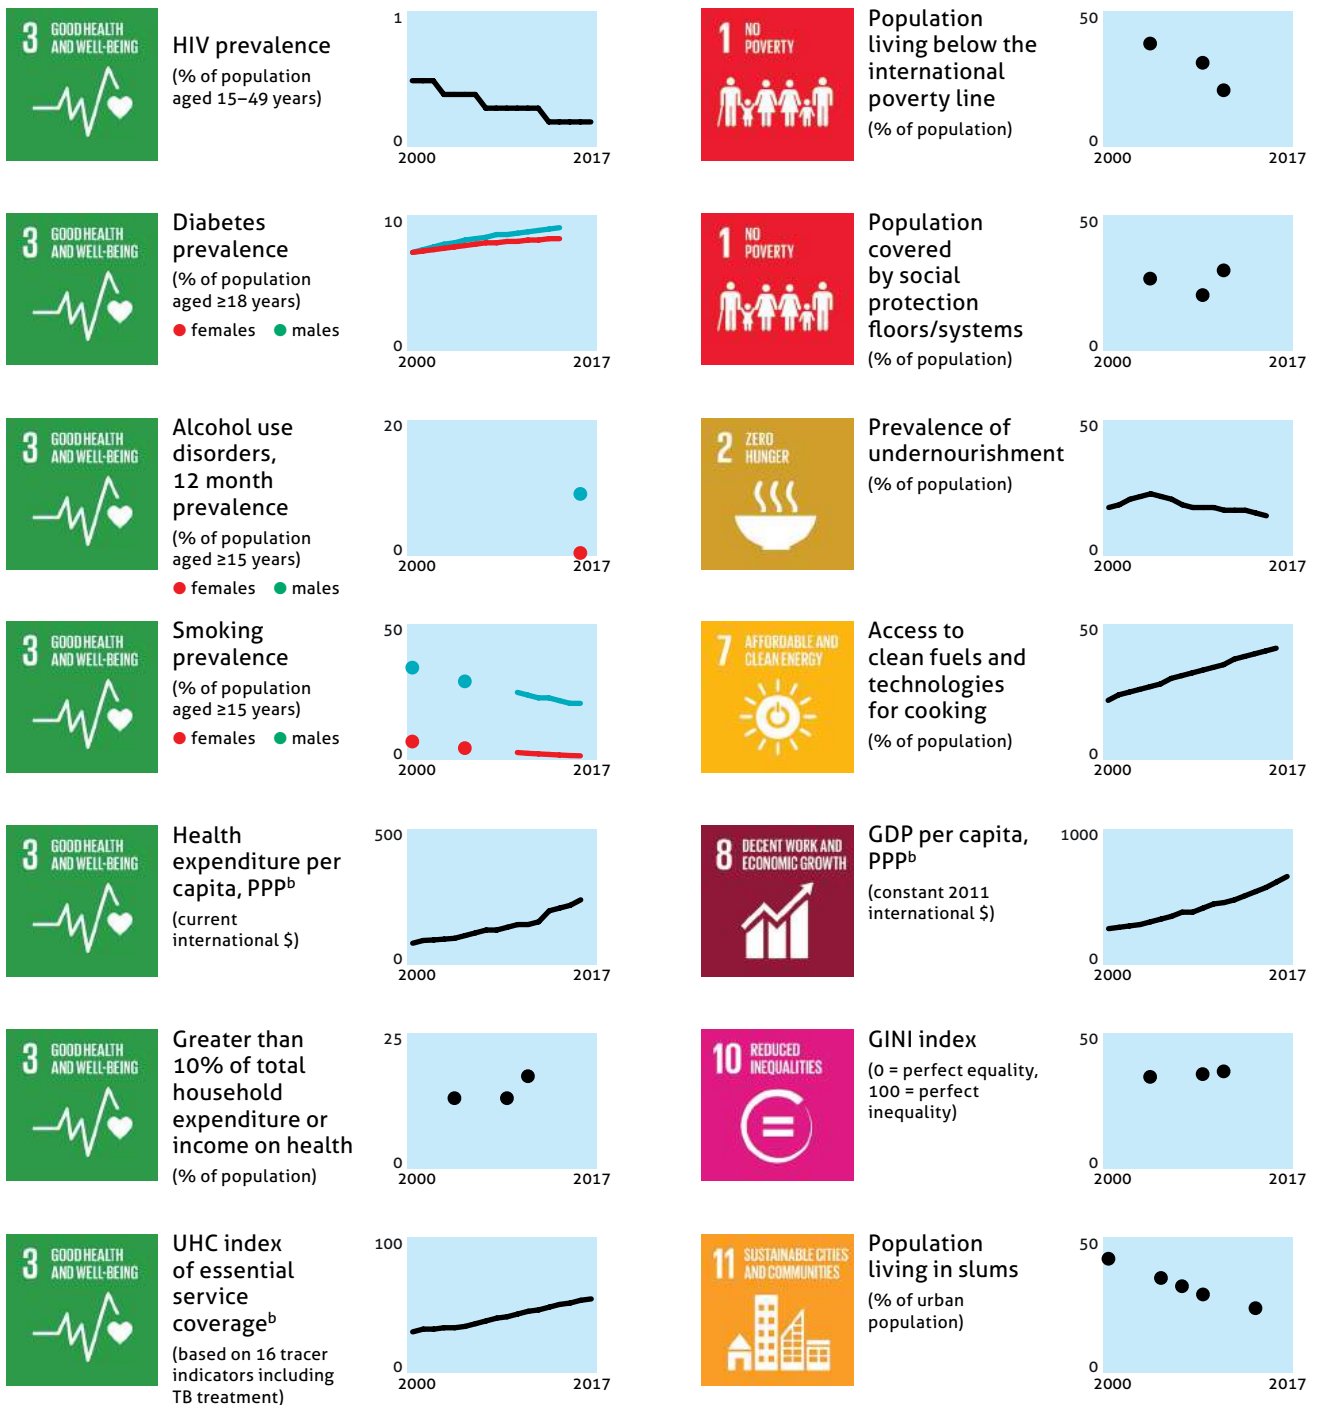 3 GOOD HEALTH
AND WELL-BEING
HIV prevalence
(% of population
aged 15–49 years)
1
0
2000 2017
3 GOOD HEALTH
AND WELL-BEING
Diabetes
prevalence
(% of population
aged ≥18 years)
females males
10
0
2000 2017
3 GOOD HEALTH
AND WELL-BEING
Alcohol use
disorders,
12 month
prevalence
(% of population
aged ≥15 years)
females males
20
0
2000 2017
3 GOOD HEALTH
AND WELL-BEING
Smoking
prevalence
(% of population
aged ≥15 years)
females males
50
0
2000 2017
3 GOOD HEALTH
AND WELL-BEING
Health
expenditure per
capita, PPPᵇ
(current
international $)
500
0
2000 2017
3 GOOD HEALTH
AND WELL-BEING
Greater than
10% of total
household
expenditure or
income on health
(% of population)
25
0
2000 2017
3 GOOD HEALTH
AND WELL-BEING
UHC index
of essential
service
coverageᵇ
(based on 16 tracer
indicators including
TB treatment)
100
0
2000 2017
1 NO
POVERTY
Population
living below the
international
poverty line
(% of population)
50
0
2000 2017
1 NO
POVERTY
Population
covered
by social
protection
floors/systems
(% of population)
50
0
2000 2017
2 ZERO
HUNGER
Prevalence of
undernourishment
(% of population)
50
0
2000 2017
7 AFFORDABLE AND
CLEAN ENERGY
Access to
clean fuels and
technologies
for cooking
(% of population)
50
0
2000 2017
8 DECENT WORK AND
ECONOMIC GROWTH
GDP per capita,
PPPᵇ
(constant 2011
international $)
1000
0
2000 2017
10 REDUCED
INEQUALITIES
GINI index
(0 = perfect equality,
100 = perfect
inequality)
50
0
2000 2017
11 SUSTAINABLE CITIES
AND COMMUNITIES
Population
living in slums
(% of urban
population)
50
0
2000 2017